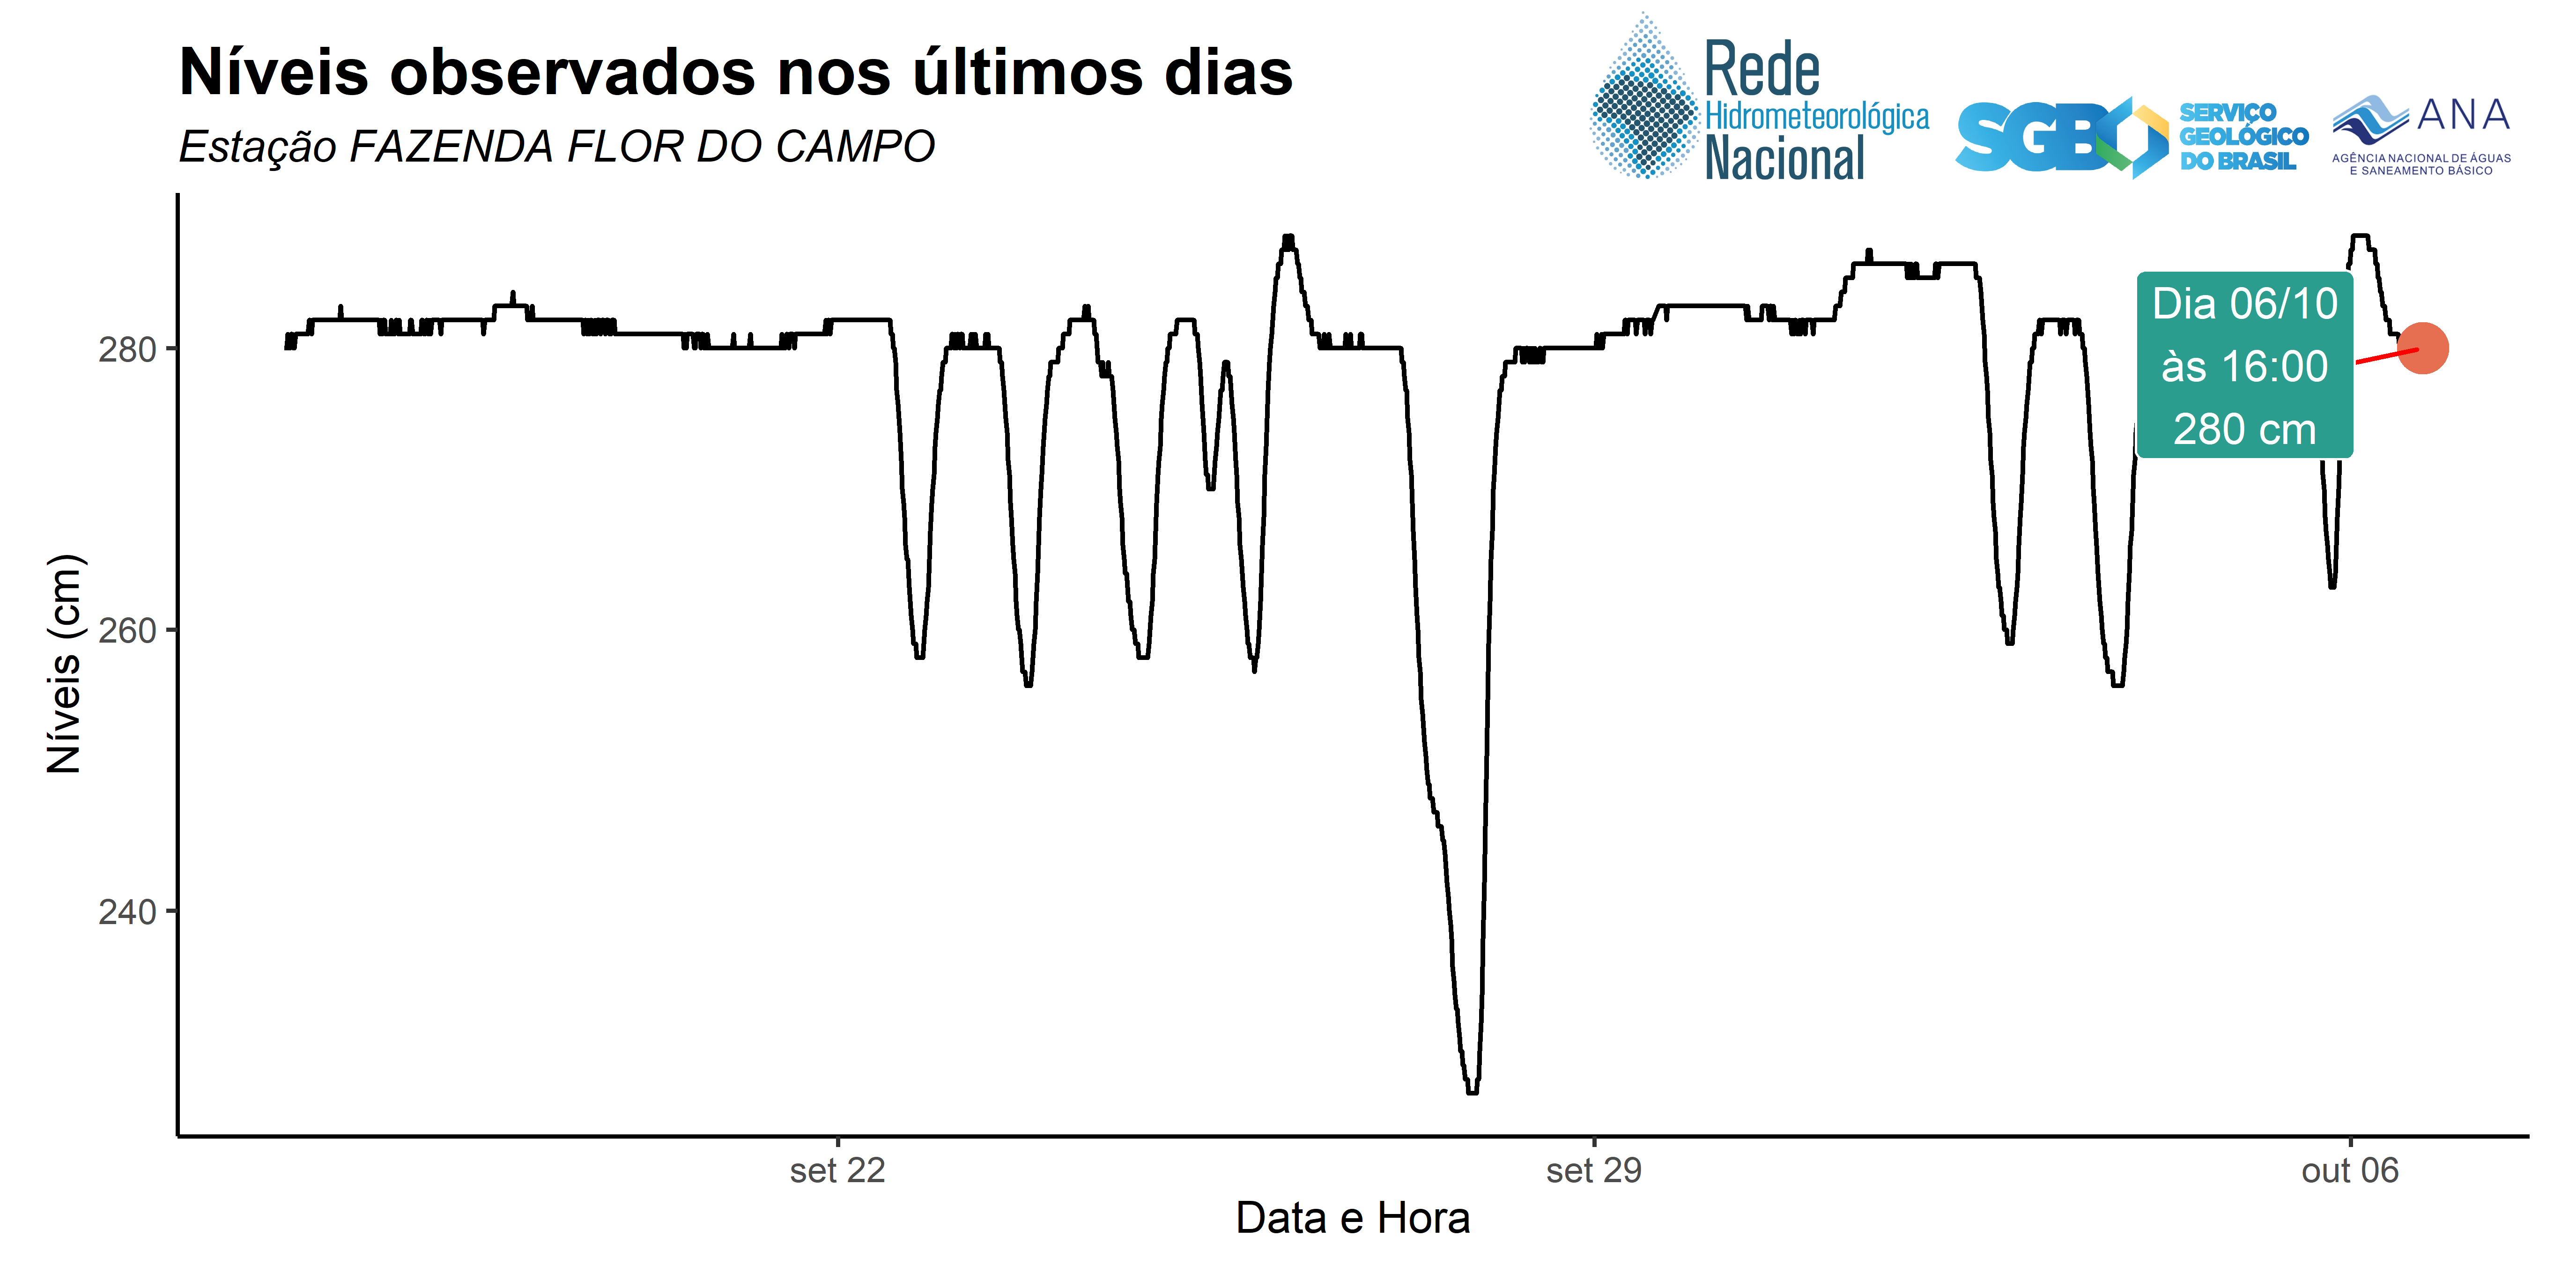 Níveis observados nos últimos dias
Estação FAZENDA FLOR DO CAMPO
Rede
Hidrometeorológica
Nacional
SGB
SERVIÇO
GEOLÓGICO
DO BRASIL
ANA
AGÊNCIA NACIONAL DE ÁGUAS
E SANEAMENTO BÁSICO
Níveis (cm)
280
260
240
Dia 06/10
às 16:00
280 cm
set 22
set 29
out 06
Data e Hora